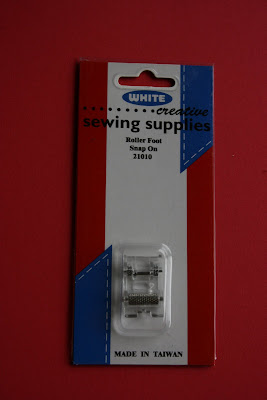 WHITE
creative
sewing supplies
Roller Foot
Snap On
21010
MADE IN TAIWAN